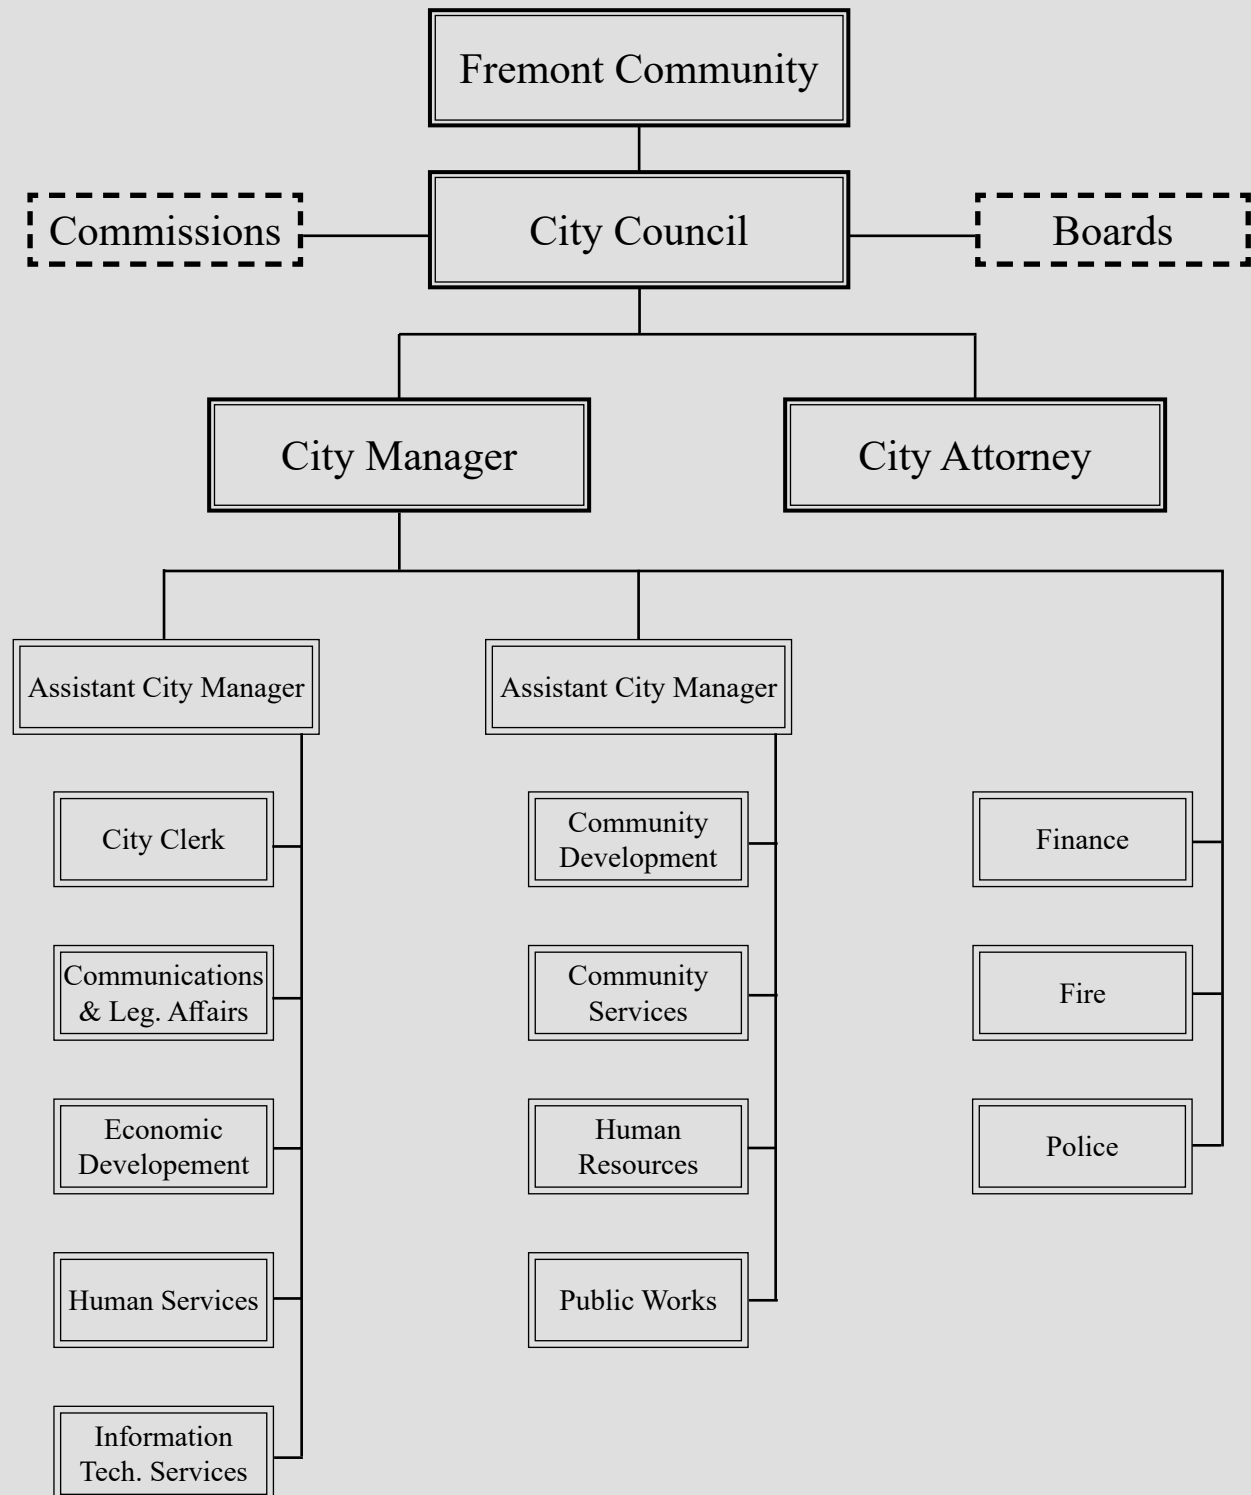 Fremont Community
Commissions
City Council
Boards
City Manager
City Attorney
Assistant City Manager
Assistant City Manager
City Clerk
Community
Development
Finance
Communications
& Leg. Affairs
Community
Services
Fire
Economic
Developement
Human
Resources
Police
Human Services
Public Works
Information
Tech. Services